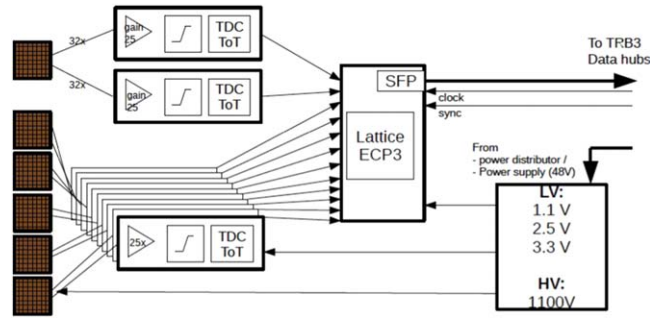 32x
32x
gain
25
TDC
ToT
gain
25
TDC
ToT
25x
TDC
ToT
SFP
Lattice
ECP3
To TRB3
Data hubs
clock
sync
From
- power distributor /
- Power supply (48V)
LV:
1.1 V
2.5 V
3.3 V
HV:
1100V